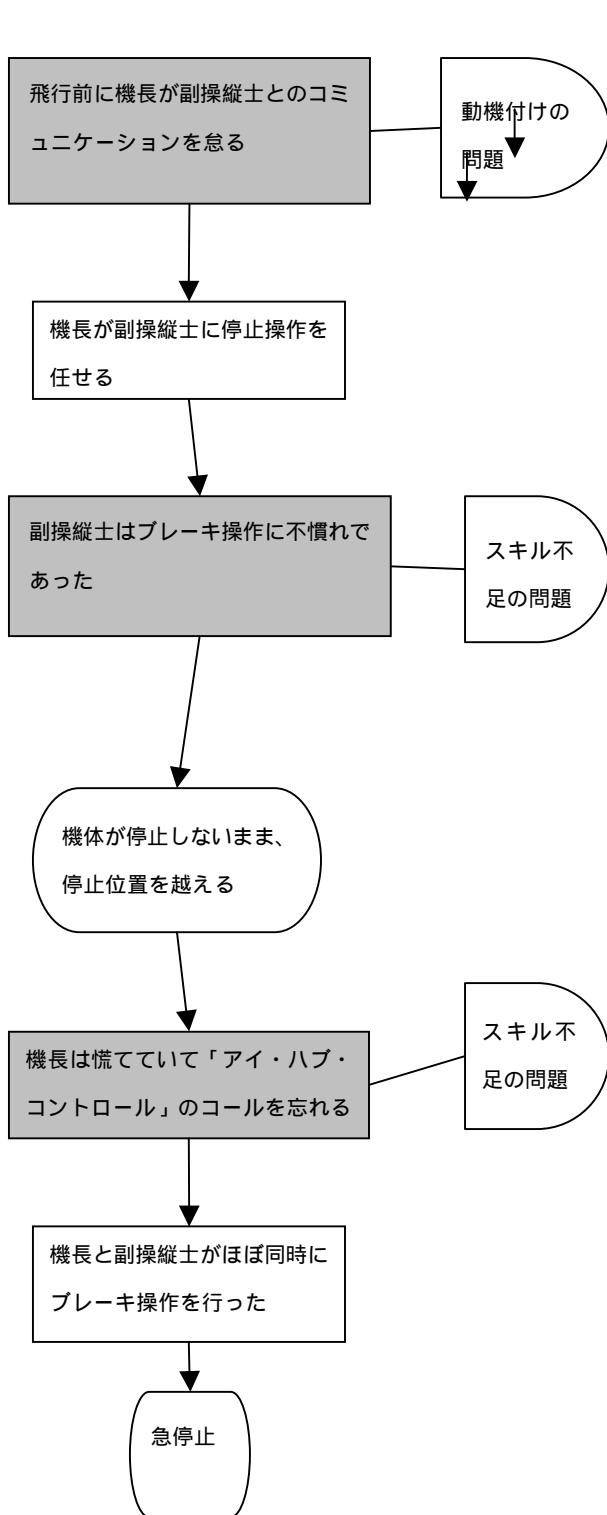 飛行前に機長が副操縦士とのコミ
ュニケーションを怠る
動機付けの
問題
機長が副操縦士に停止操作を
任せる
副操縦士はブレーキ操作に不慣れで
あった
スキル不
足の問題
機体が停止しないまま、
停止位置を越える
機長は慌てていて「アイ・ハブ・
コントロール」のコールを忘れる
スキル不
足の問題
機長と副操縦士がほぼ同時に
ブレーキ操作を行った
急停止